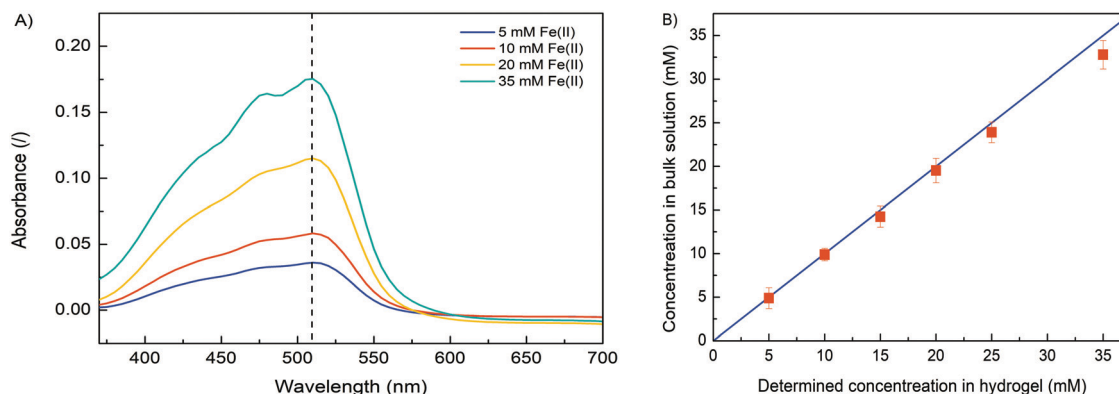 A)
5 mM Fe(II)
10 mM Fe(II)
20 mM Fe(II)
35 mM Fe(II)
0.20
0.15
0.10
0.05
0.00
Absorbance (/)
400 450 500 550 600 650 700
Wavelength (nm)
B)
35
30
25
20
15
10
5
0
Concentreation in bulk solution (mM)
0 5 10 15 20 25 30 35
Determined concentreation in hydrogel (mM)